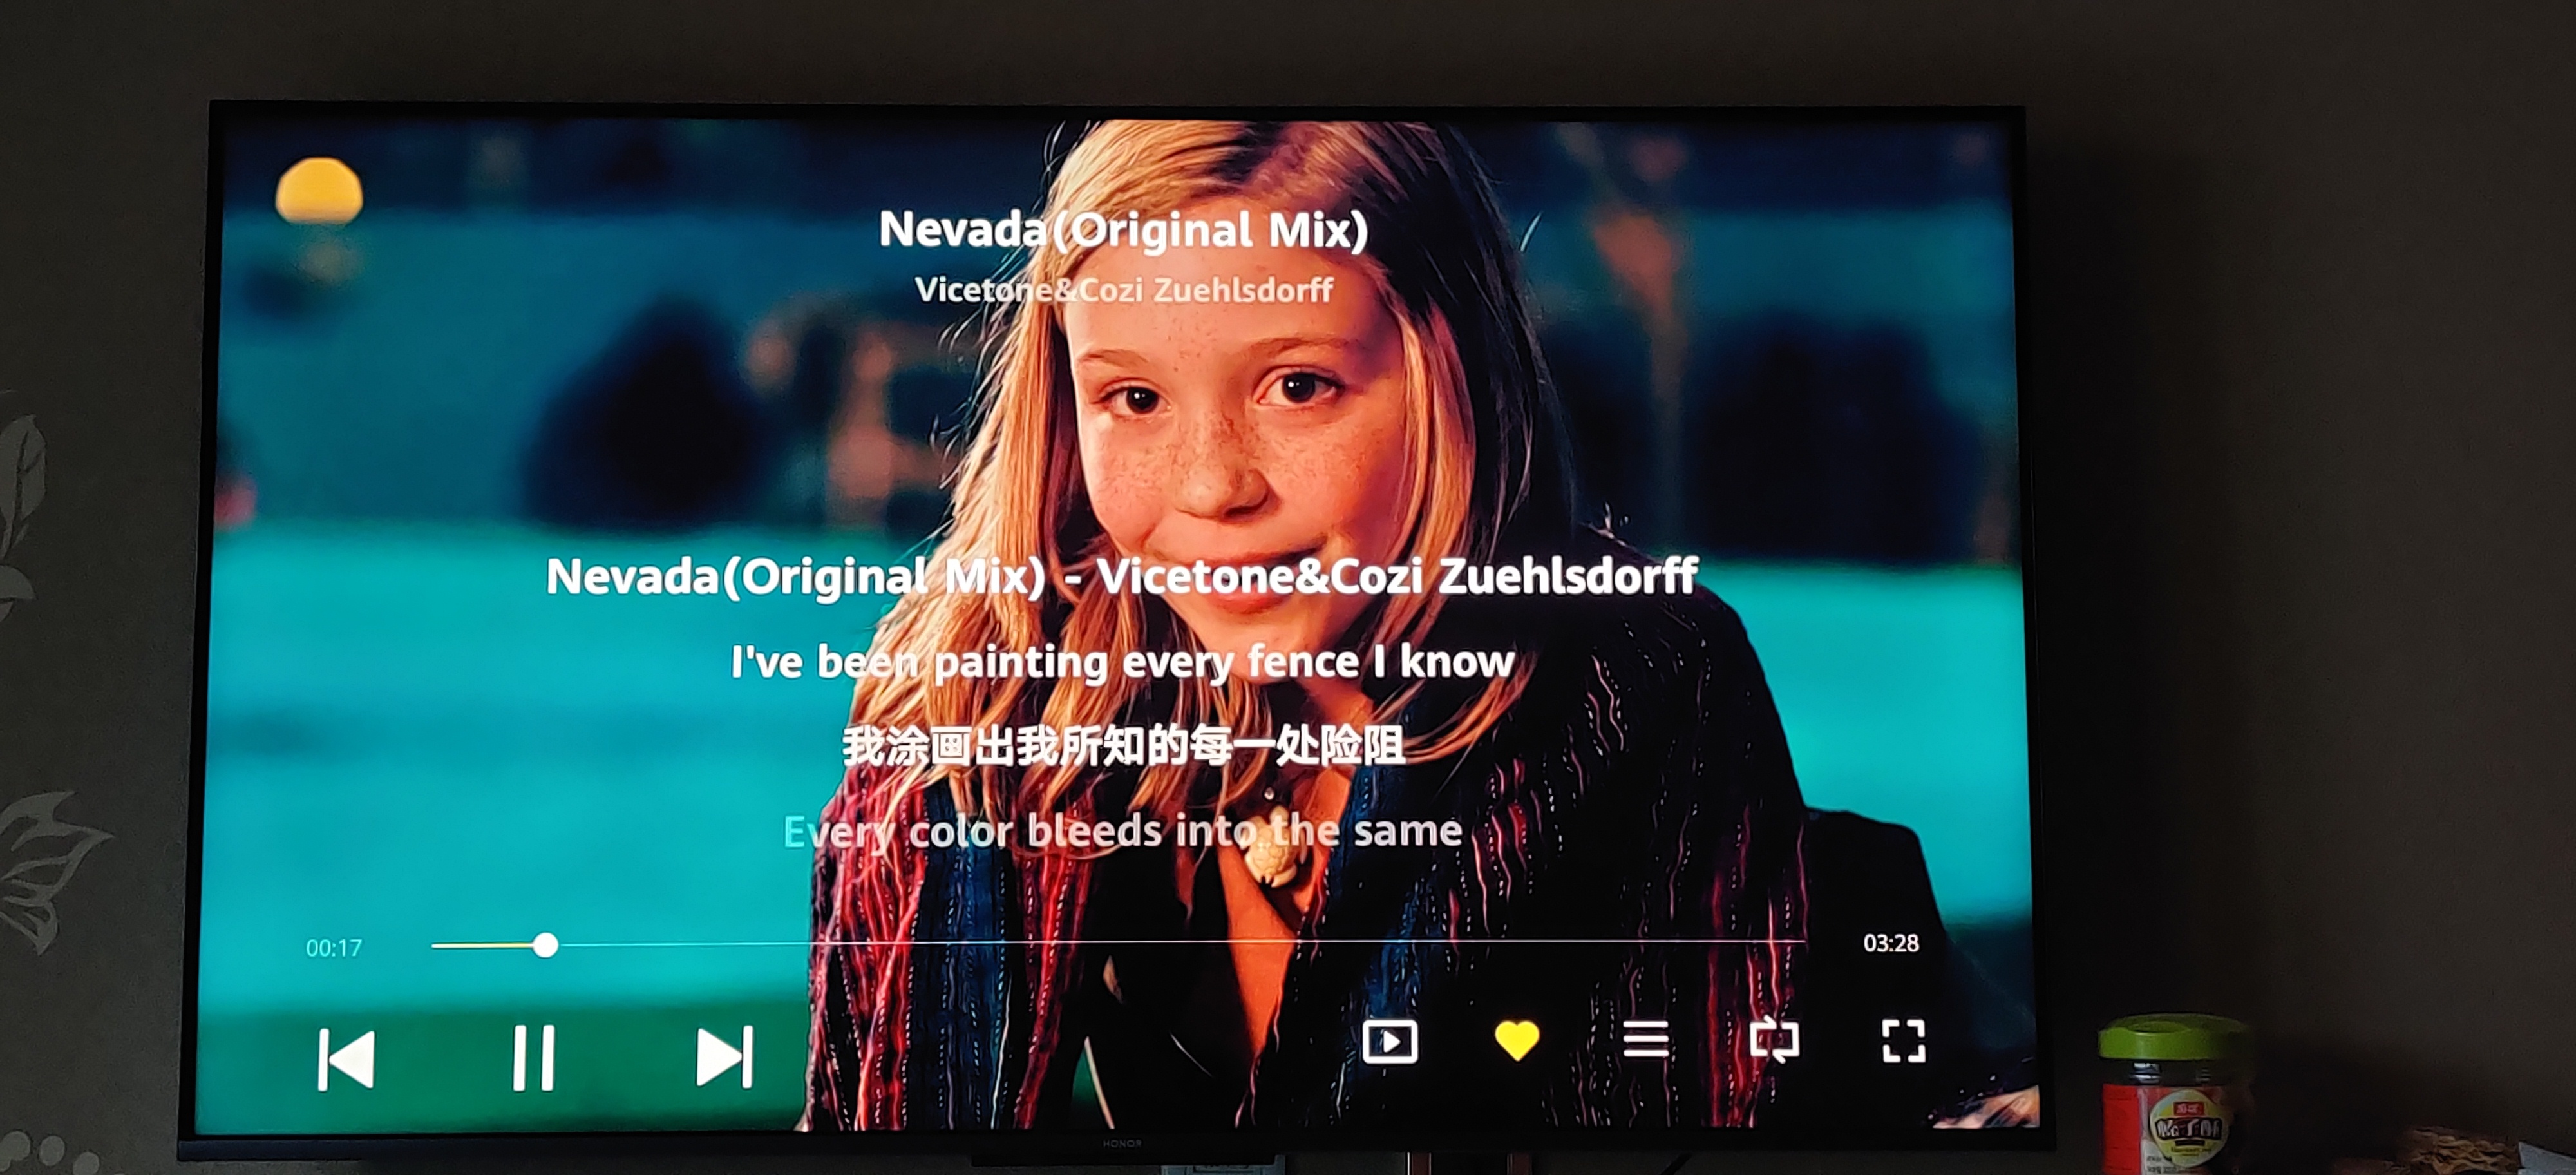 Nevada(Original Mix)
Vicetone&Cozi Zuehlsdorff
Nevada(Original Mix) - Vicetone&Cozi Zuehlsdorff
I've been painting every fence I know
我涂画出我所知的每一处险阻
Every color bleeds into the same
00:17
03:28
HONOR